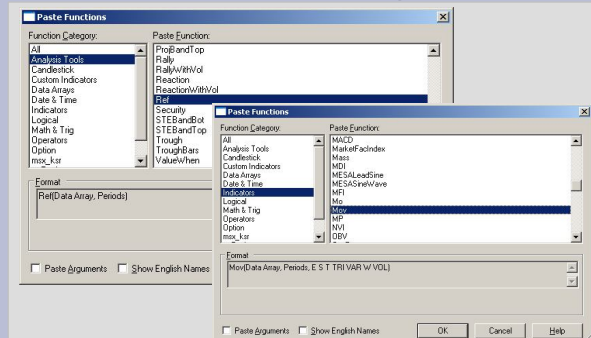 Paste Functions
Function Category:
All
Analysis Tools
Candlestick
Custom Indicators
Data Arrays
Date & Time
Indicators
Logical
Math & Trig
Operators
Option
msx_ksr
Paste Function:
ProjBandTop
Rally
RallyWithVol
Reaction
ReactionWithVol
Ref
Security
STEBandBot
STEBandTop
Trough
TroughBars
ValueWhen
Format
Ref(Data Array, Periods)
Paste Arguments
Show English Names
Paste Functions
Function Category:
All
Analysis Tools
Candlestick
Custom Indicators
Data Arrays
Date & Time
Indicators
Logical
Math & Trig
Operators
Option
msx_ksr
Paste Function:
MACD
MarketFacIndex
Mass
MDI
MESALeadSine
MESASineWave
MFI
Mo
Mov
MP
NVI
OBV
Format
Mov(Data Array, Periods, E S T TRI VAR W VOL)
Paste Arguments
Show English Names
OK
Cancel
Help